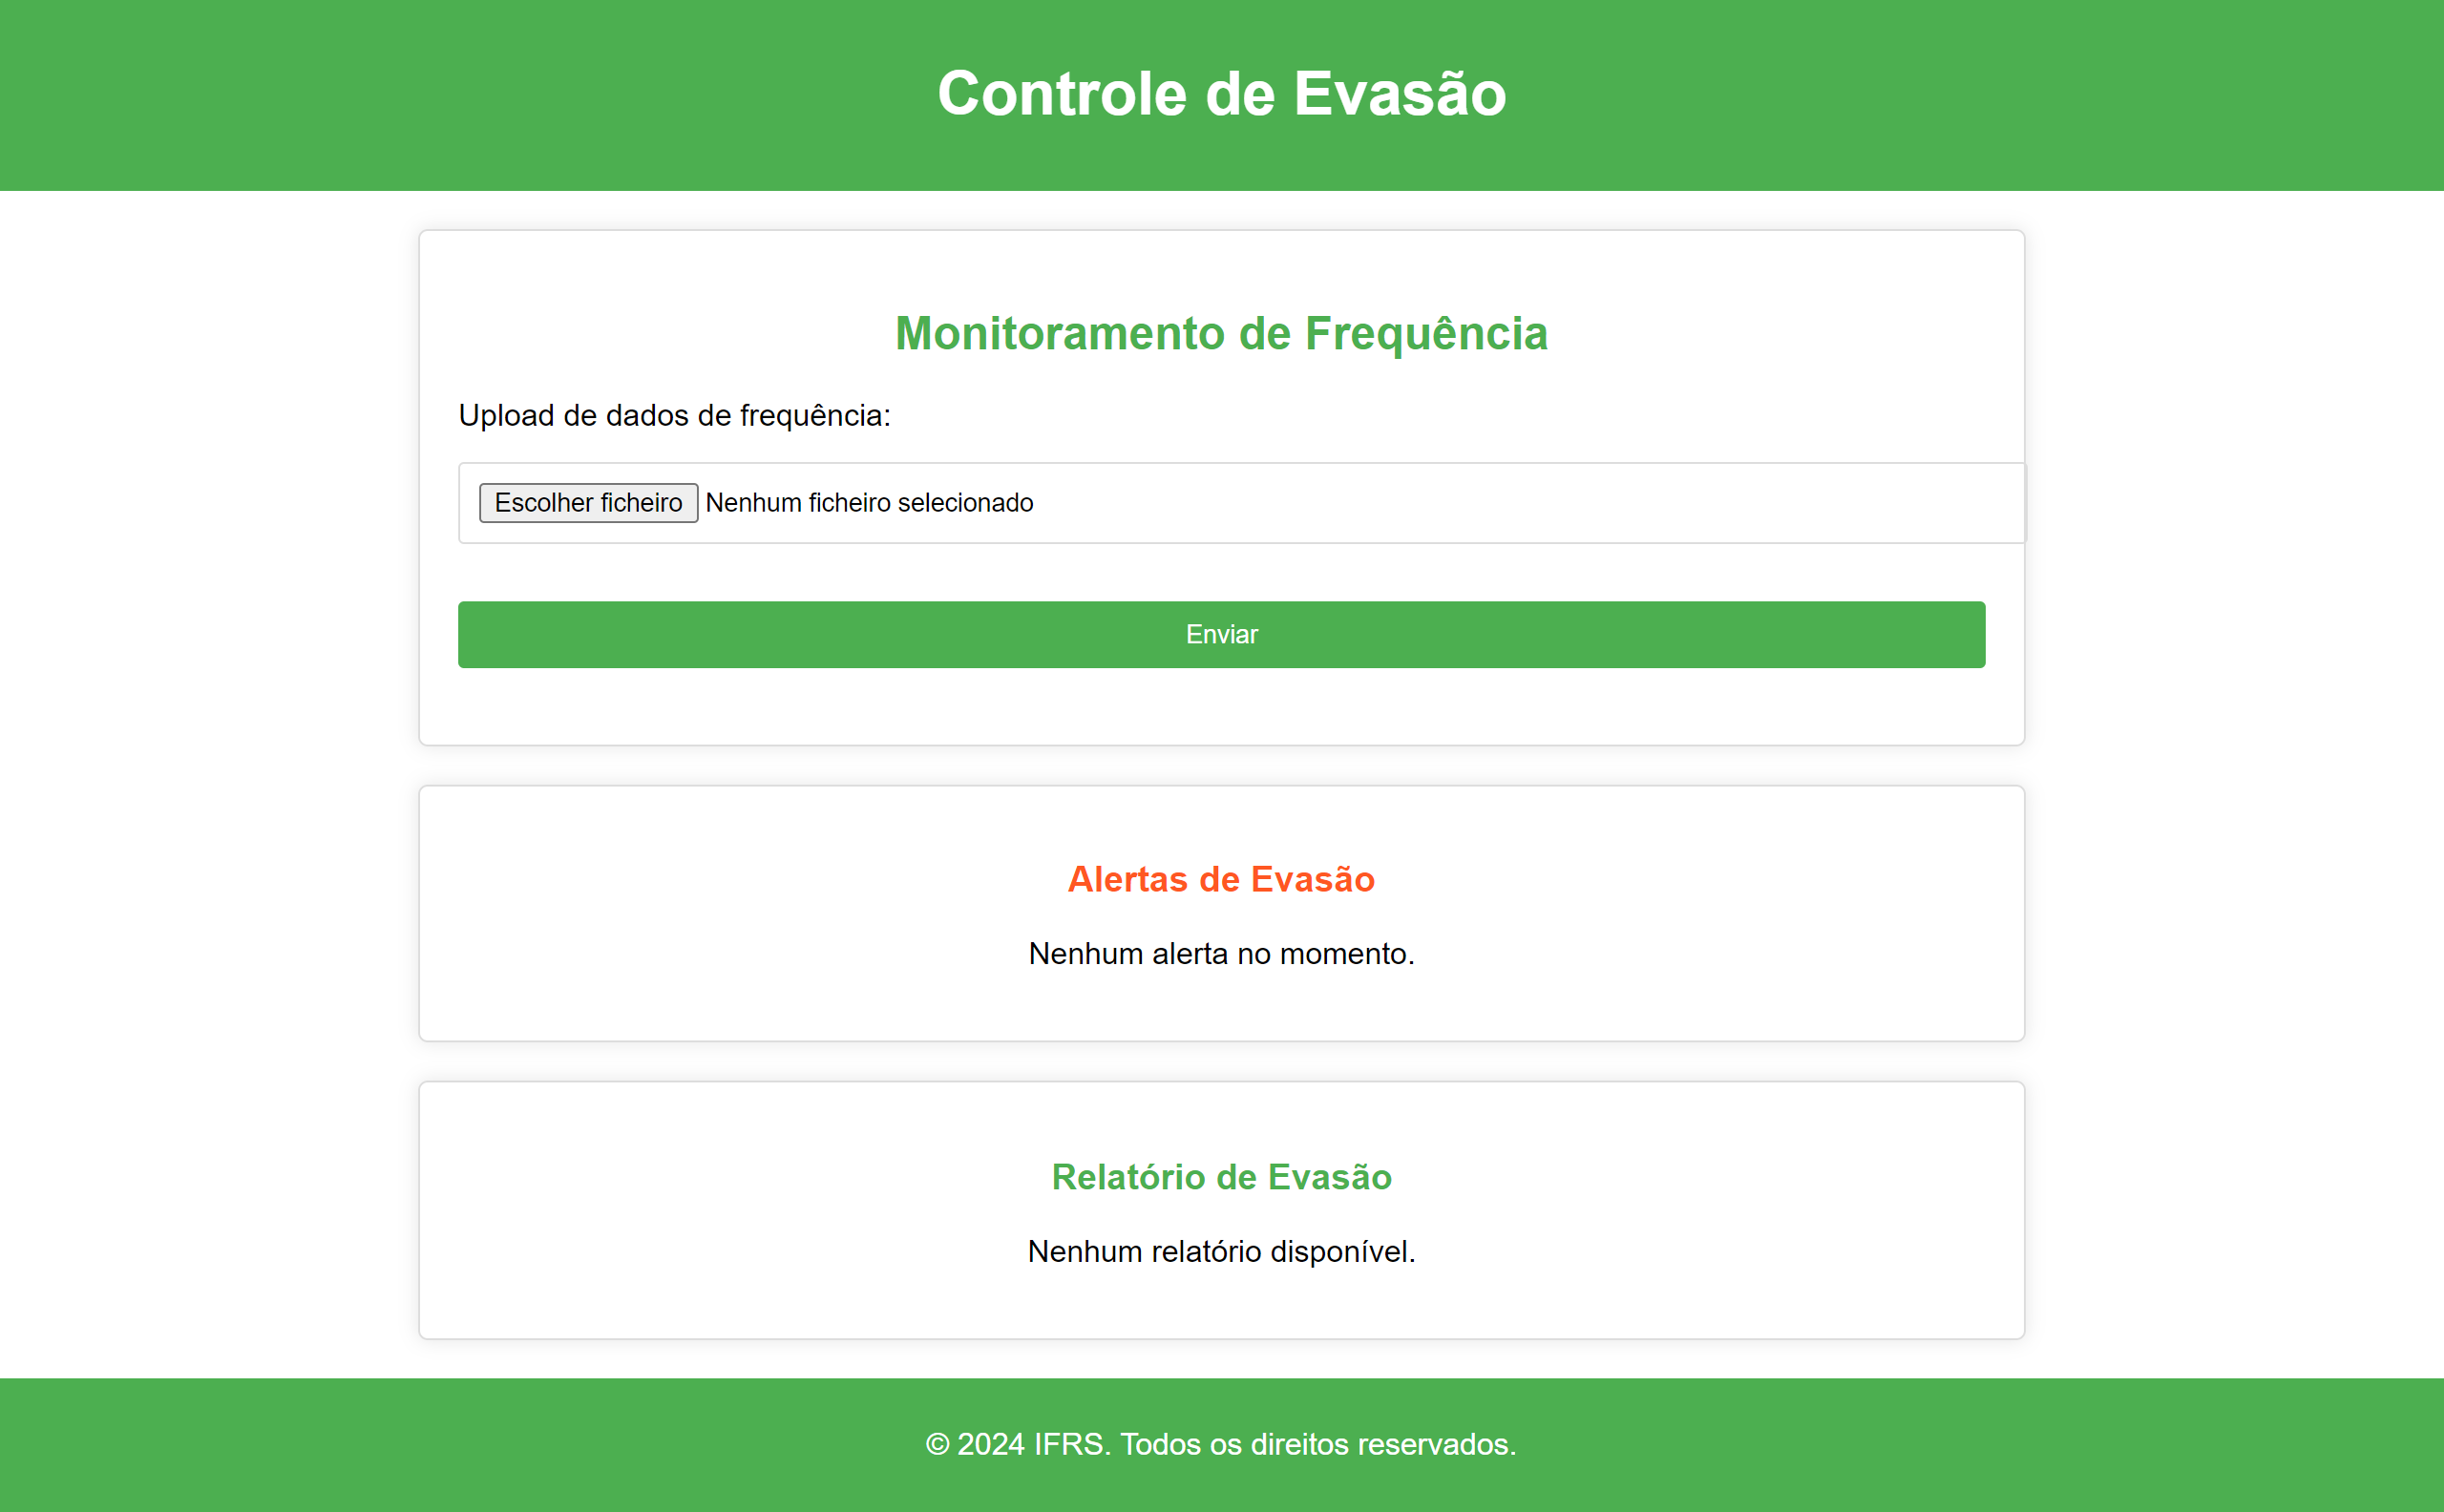 Controle de Evasão
Monitoramento de Frequência
Upload de dados de frequência:
Escolher ficheiro Nenhum ficheiro selecionado
Enviar
Alertas de Evasão
Nenhum alerta no momento.
Relatório de Evasão
Nenhum relatório disponível.
© 2024 IFRS. Todos os direitos reservados.